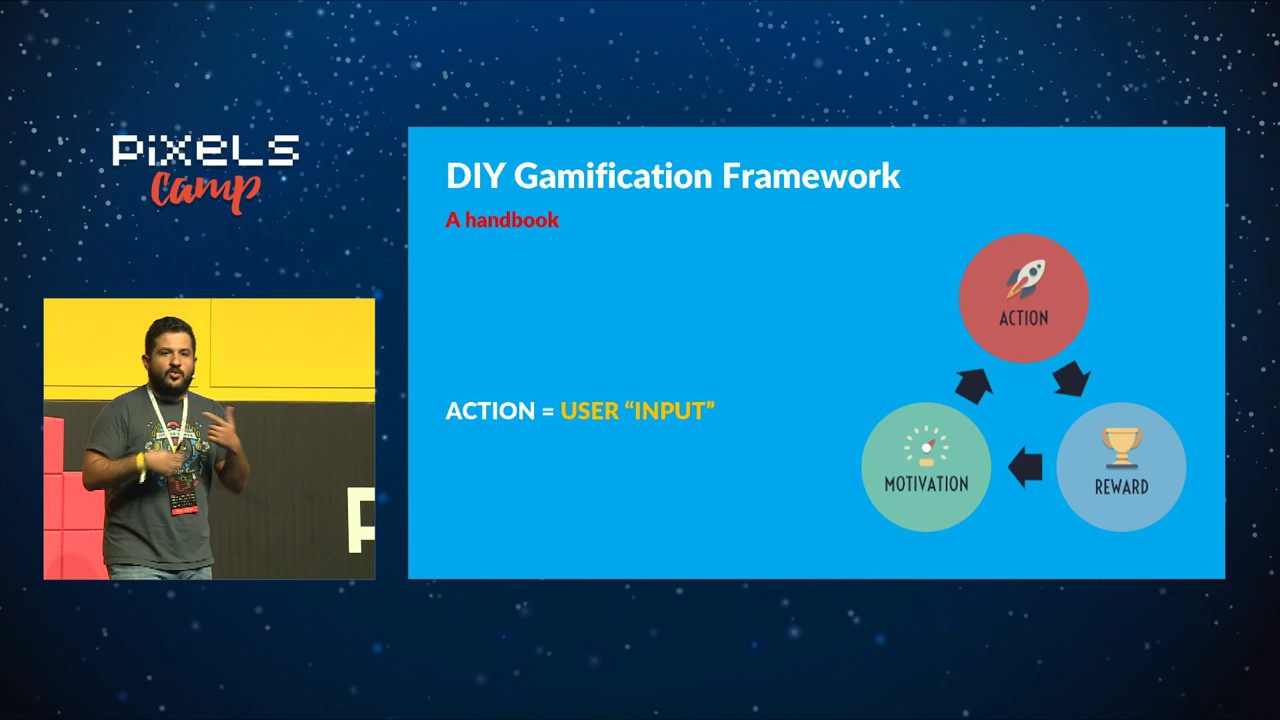 PixeLs
Camp
DIY Gamification Framework
A handbook
ACTION
ACTION = USER “INPUT”
MOTIVATION
REWARD
P